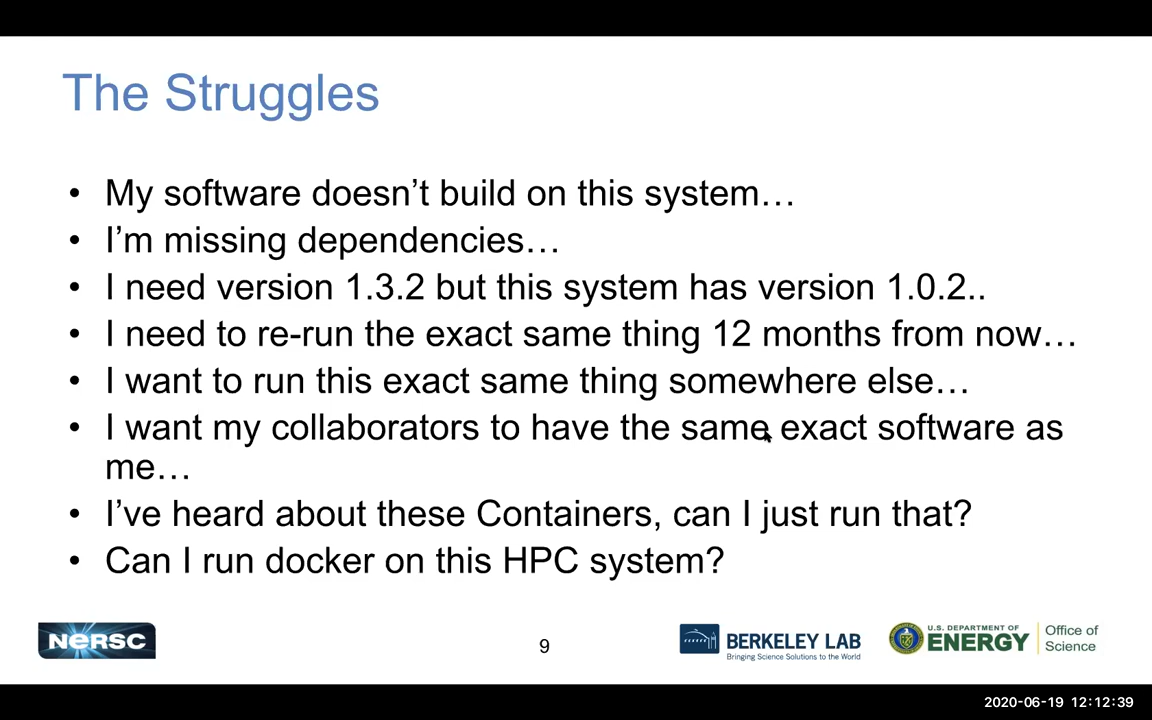 The Struggles
• My software doesn’t build on this system…
• I’m missing dependencies…
• I need version 1.3.2 but this system has version 1.0.2..
• I need to re-run the exact same thing 12 months from now…
• I want to run this exact same thing somewhere else…
• I want my collaborators to have the same exact software as
me…
• I’ve heard about these Containers, can I just run that?
• Can I run docker on this HPC system?
NERSC
9
BERKELEY LAB
Bringing Science Solutions to the World
U.S. DEPARTMENT OF
ENERGY
Office of
Science
2020-06-19 12:12:39